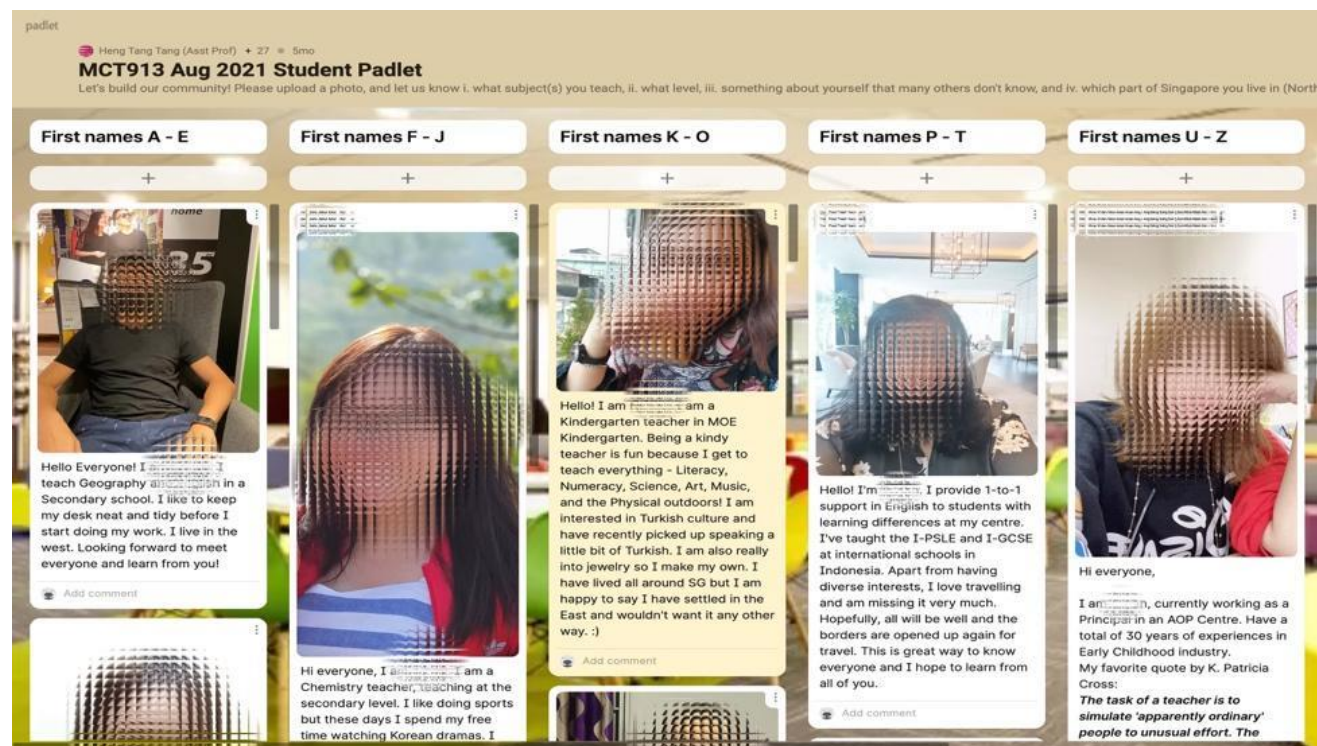 padlet
Heng Tang Tang (Asst Prof) + 27 5mo
MCT913 Aug 2021 Student Padlet
Let's build our community! Please upload a photo, and let us know i. what subject(s) you teach, ii. what level, iii. something about yourself that many others don't know, and iv. which part of Singapore you live in (North
First names A - E
First names F - J
First names K - O
First names P - T
First names U - Z
+
+
+
+
+
home
35
Hello Everyone! I
teach Geography in a
Secondary school. I like to keep
my desk neat and tidy before I
start doing my work. I live in the
west. Looking forward to meet
everyone and learn from you!
Add comment
Hi everyone, I I am a
Chemistry teacher, teaching at the
secondary level. I like doing sports
but these days I spend my free
time watching Korean dramas. I
Hello! I am am a
Kindergarten teacher in MOE
Kindergarten. Being a kindy
teacher is fun because I get to
teach everything - Literacy,
Numeracy, Science, Art, Music,
and the Physical outdoors! I am
interested in Turkish culture and
have recently picked up speaking a
little bit of Turkish. I am also really
into jewelry so I make my own. I
have lived all around SG but I am
happy to say I have settled in the
East and wouldn't want it any other
way. :)
Add comment
Hello! I'm I provide 1-to-1
support in English to students with
learning differences at my centre.
I've taught the I-PSLE and I-GCSE
at international schools in
Indonesia. Apart from having
diverse interests, I love travelling
and am missing it very much.
Hopefully, all will be well and the
borders are opened up again for
travel. This is great way to know
everyone and I hope to learn from
all of you.
Add comment
Hi everyone,
I am currently working as a
Principal in an AOP Centre. Have a
total of 30 years of experiences in
Early Childhood industry.
My favorite quote by K. Patricia
Cross:
The task of a teacher is to
simulate 'apparently ordinary'
people to unusual effort. The